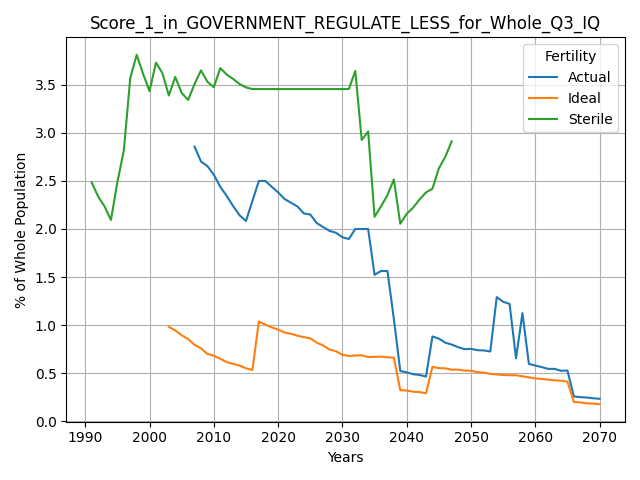 Score_1_in_GOVERNMENT_REGULATE_LESS_for_Whole_Q3_IQ
Fertility
Actual
Ideal
Sterile
% of Whole Population
3.5
3.0
2.5
2.0
1.5
1.0
0.5
0.0
1990 2000 2010 2020 2030 2040 2050 2060 2070
Years